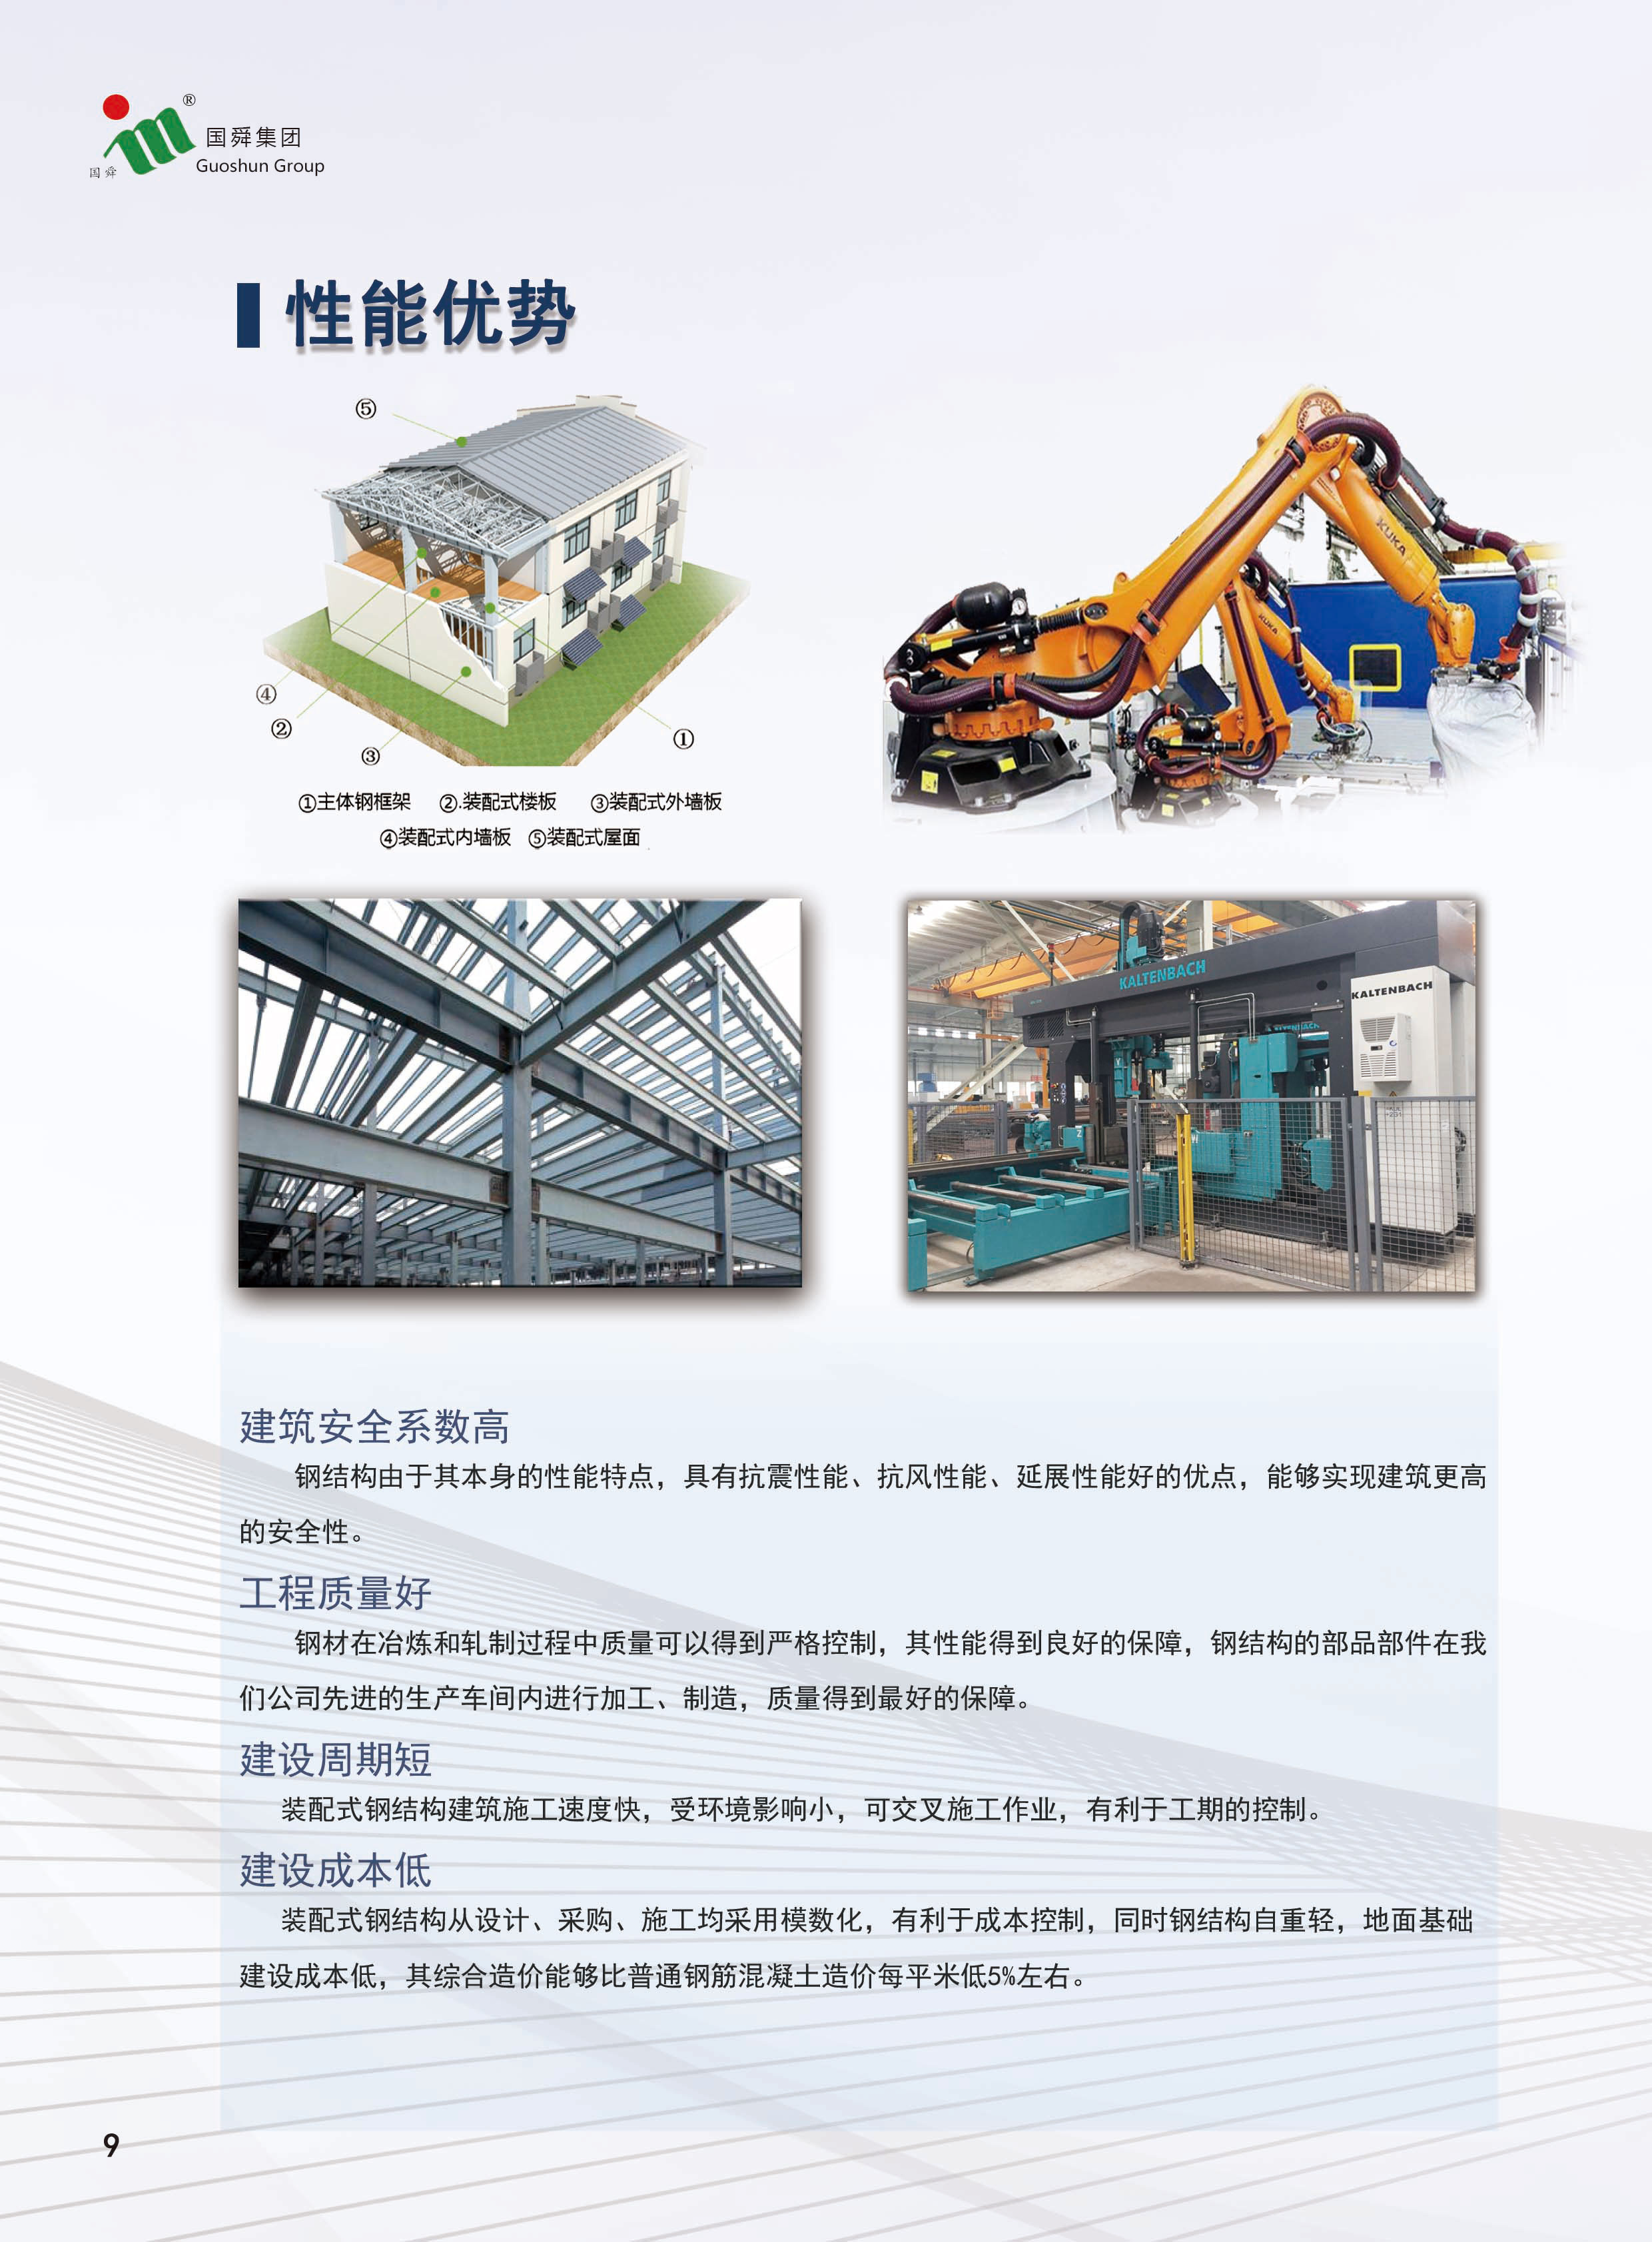 ®
国舜集团
Guoshun Group
国舜
性能优势
⑤
④
②
③
①
①主体钢框架 ②.装配式楼板 ③装配式外墙板
④装配式内墙板 ⑤装配式屋面
KUKA
KUKA
KALTENBACH
KALTENBACH
建筑安全系数高
钢结构由于其本身的性能特点，具有抗震性能、抗风性能、延展性能好的优点，能够实现建筑更高
的安全性。
工程质量好
钢材在冶炼和轧制过程中质量可以得到严格控制，其性能得到良好的保障，钢结构的部品部件在我
们公司先进的生产车间内进行加工、制造，质量得到最好的保障。
建设周期短
装配式钢结构建筑施工速度快，受环境影响小，可交叉施工作业，有利于工期的控制。
建设成本低
装配式钢结构从设计、采购、施工均采用模数化，有利于成本控制，同时钢结构自重轻，地面基础
建设成本低，其综合造价能够比普通钢筋混凝土造价每平米低5%左右。
9